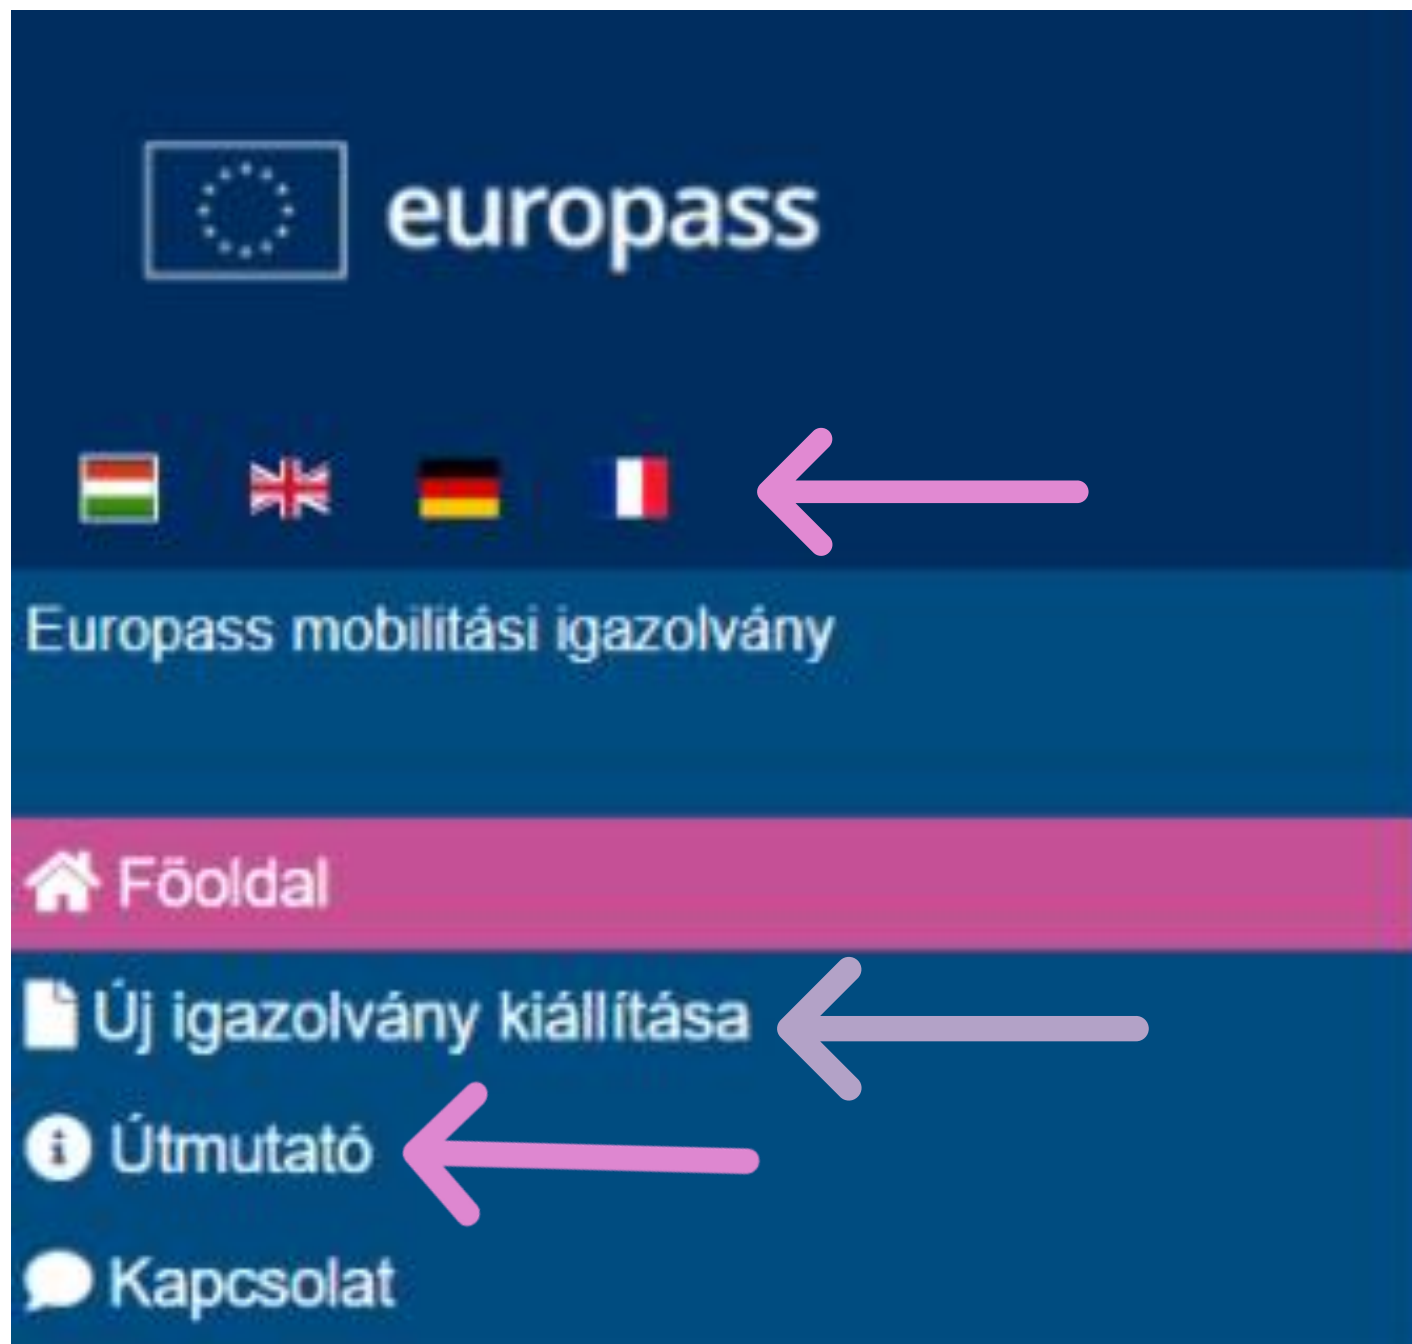 europass
Europass mobilitási igazolvány
Főoldal
Új igazolvány kiállítása
i Útmutató
Kapcsolat